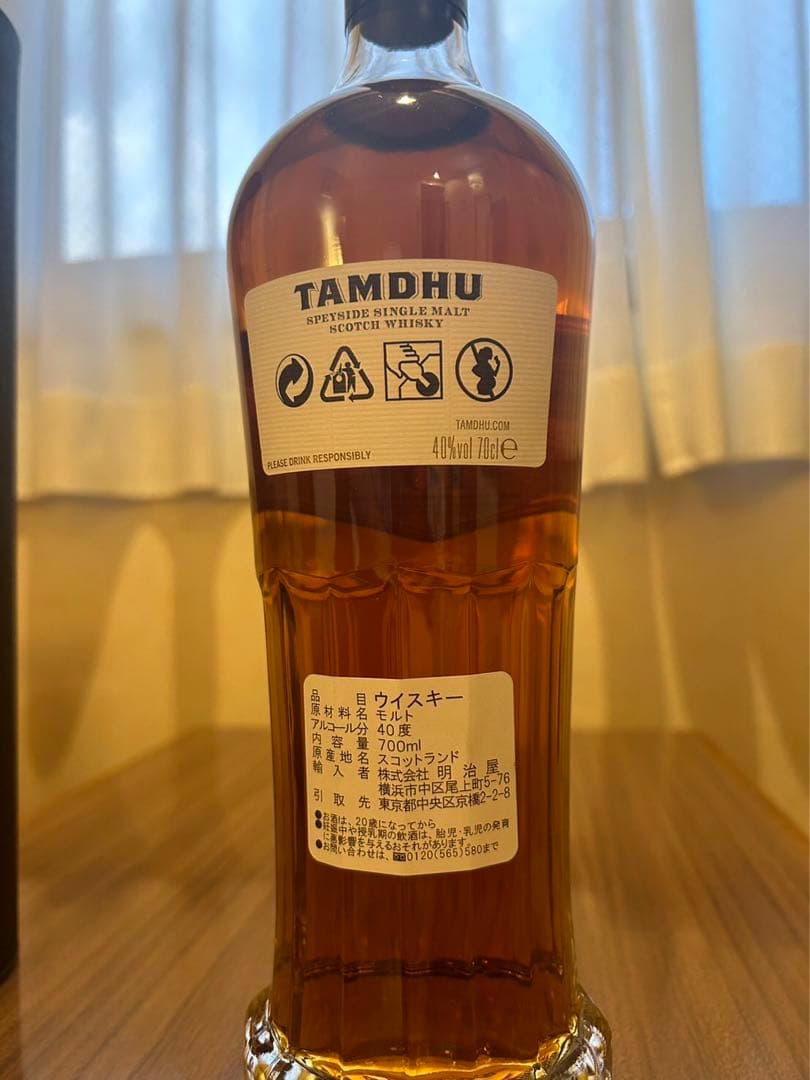 TAMDHU
SPEYSIDE SINGLE MALT
SCOTCH WHISKY
TAMDHU.COM
PLEASE DRINK RESPONSIBLY
40%vol 70cl℮
品目 ウイスキー
原材料名 モルト
アルコール分 40度
内容量 700ml
原産地名 スコットランド
輸入者 株式会社 明治屋
横浜市中区尾上町5-76
引取先 東京都中央区京橋2-2-8
●お酒は、20歳になってから
●妊娠中や授乳期の飲酒は、胎児・乳児の発育
に悪影響を与えるおそれがあります。
●お問い合わせは、☎0120(565)580まで